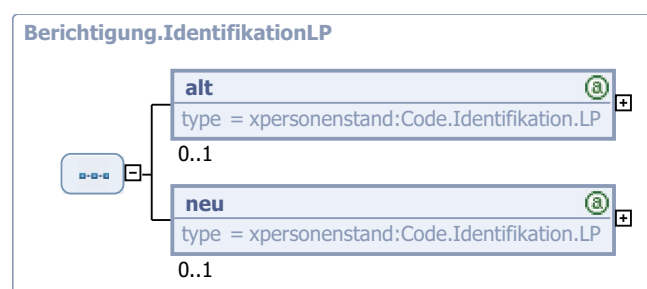 Berichtigung.IdentifikationLP
alt
type = xpersonenstand:Code.Identifikation.LP
0..1
neu
type = xpersonenstand:Code.Identifikation.LP
0..1